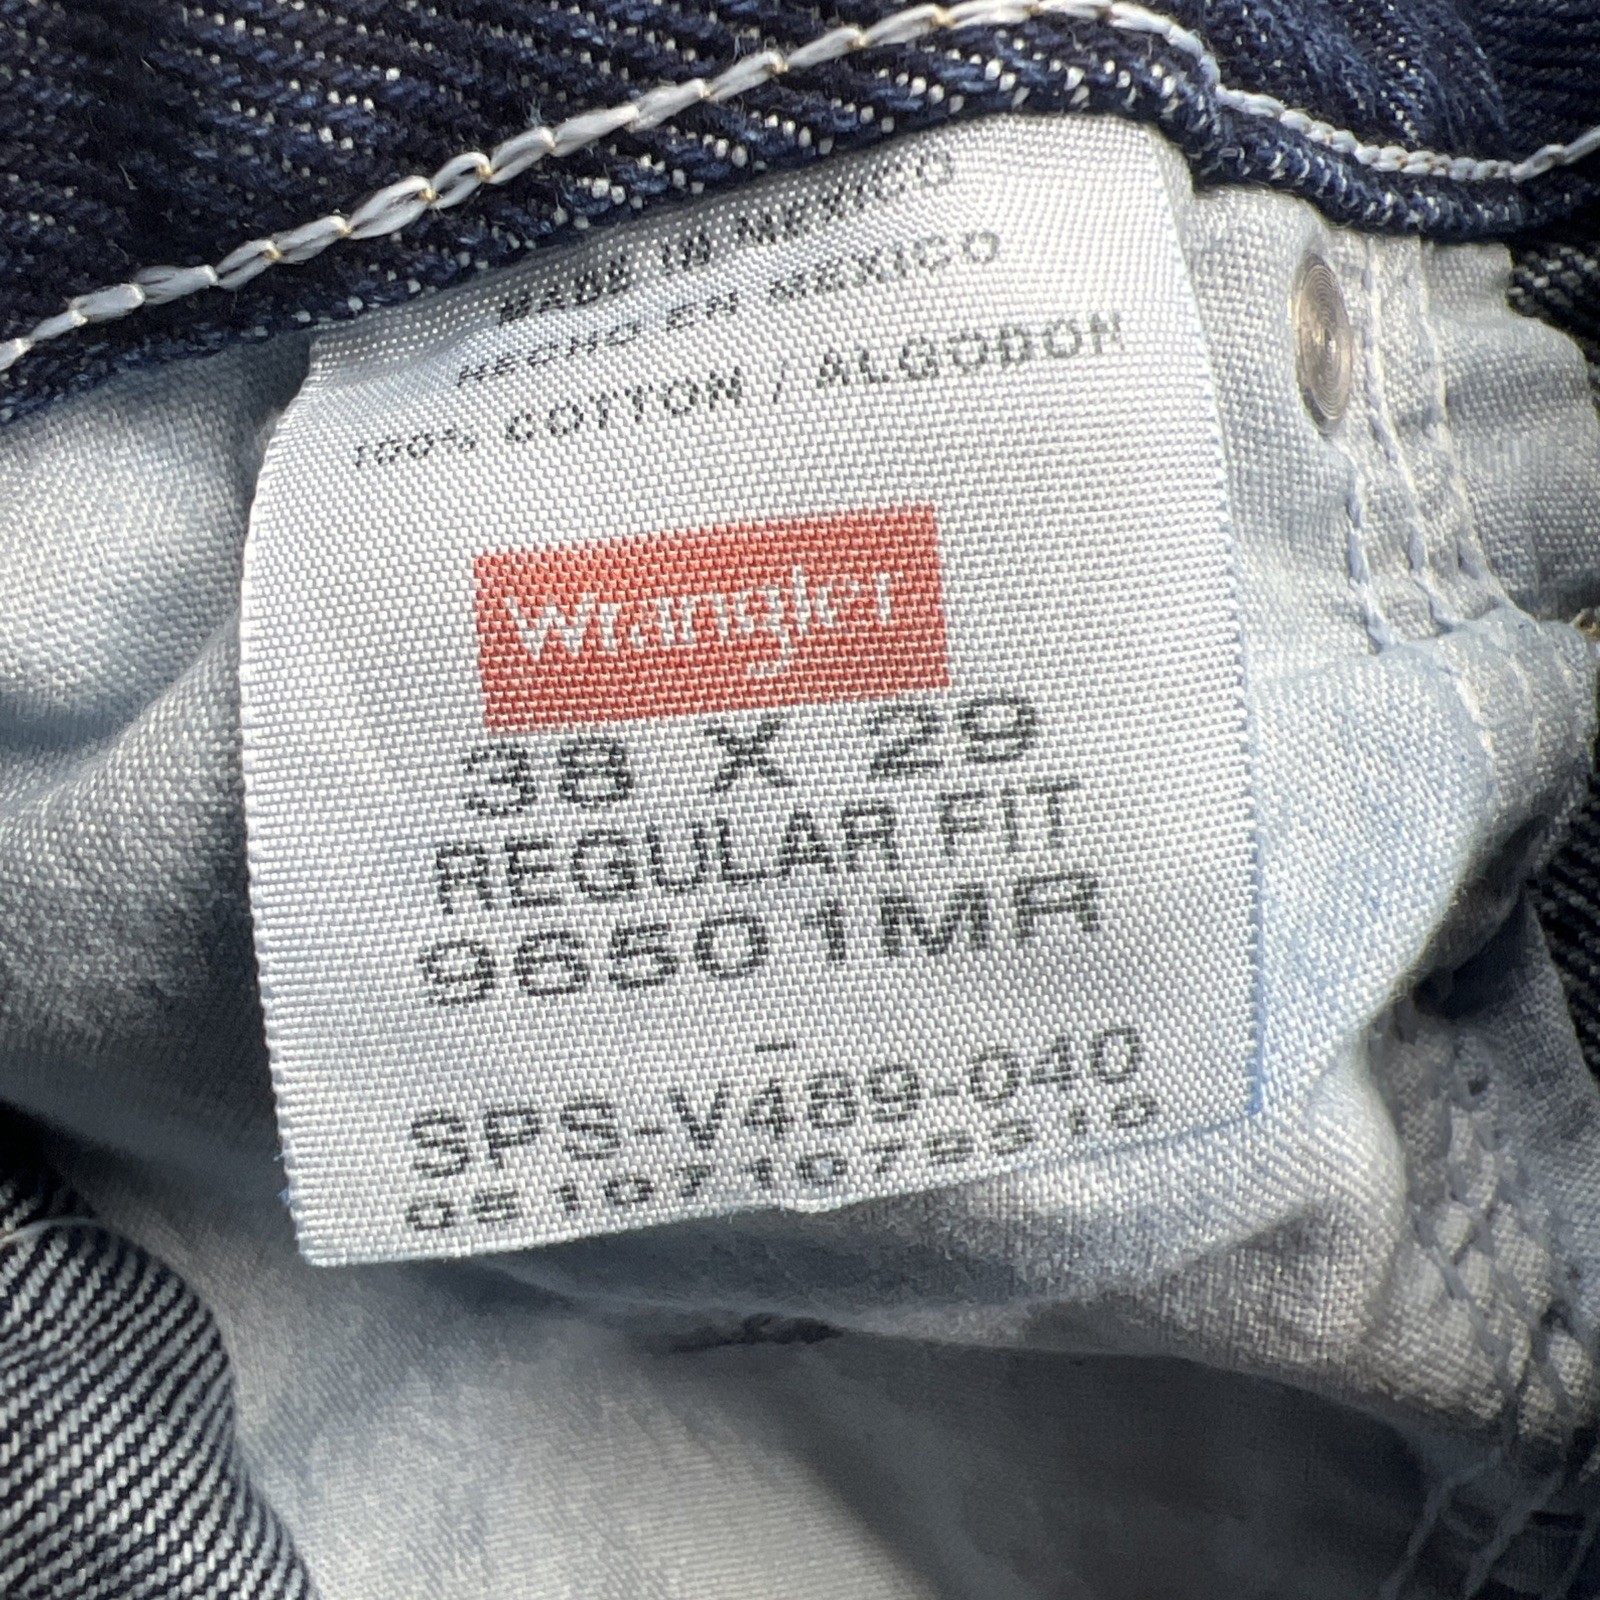 MADE IN MEXICO
HECHO EN MEXICO
100% COTTON / ALGODON
Wrangler
38 X 29
REGULAR FIT
96501MR
-
SPS-V489-040